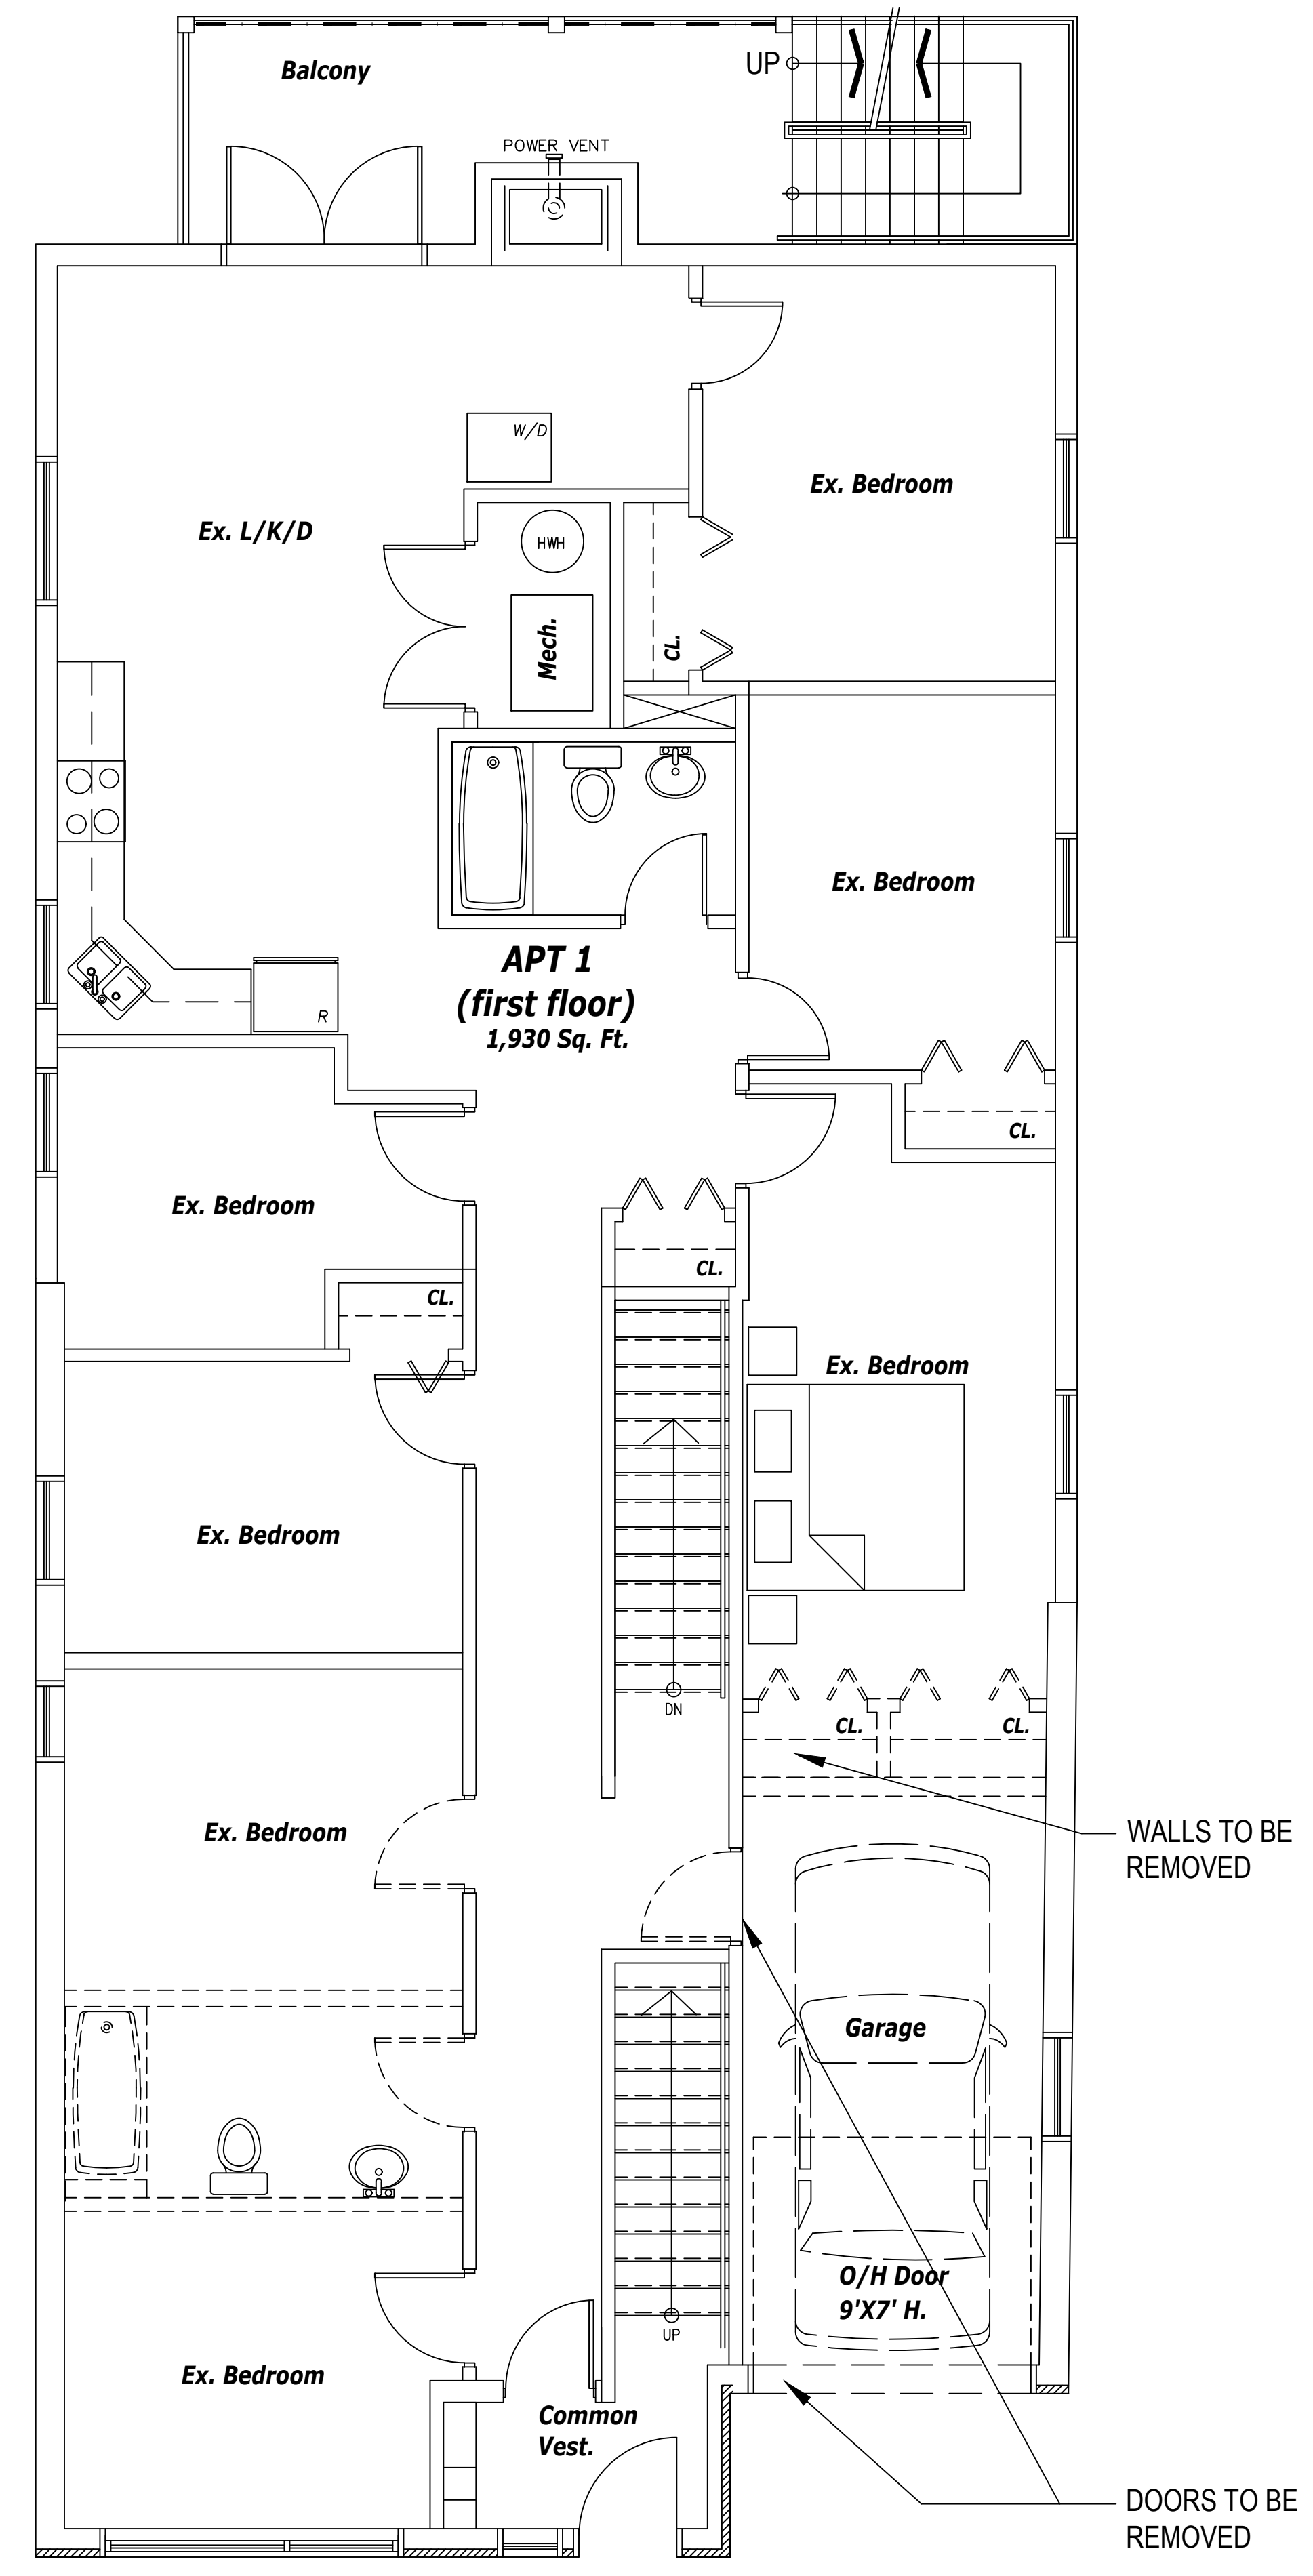 Balcony
UP
POWER VENT
W/D
Ex. Bedroom
Ex. L/K/D
HWH
Mech.
CL.
Ex. Bedroom
APT 1
(first floor)
1,930 Sq. Ft.
R
CL.
Ex. Bedroom
CL.
CL.
Ex. Bedroom
Ex. Bedroom
DN
CL.
CL.
Ex. Bedroom
WALLS TO BE
REMOVED
Garage
O/H Door
9'X7' H.
UP
Ex. Bedroom
Common
Vest.
DOORS TO BE
REMOVED